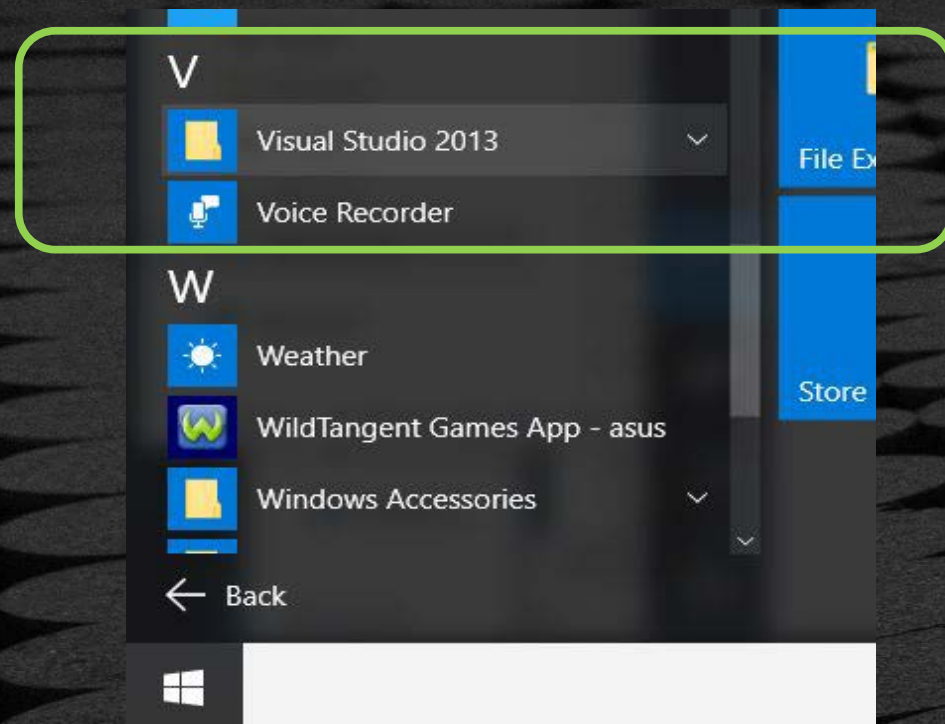 V
Visual Studio 2013
File Ex
Voice Recorder
W
Weather
Store
WildTangent Games App - asus
Windows Accessories
Back